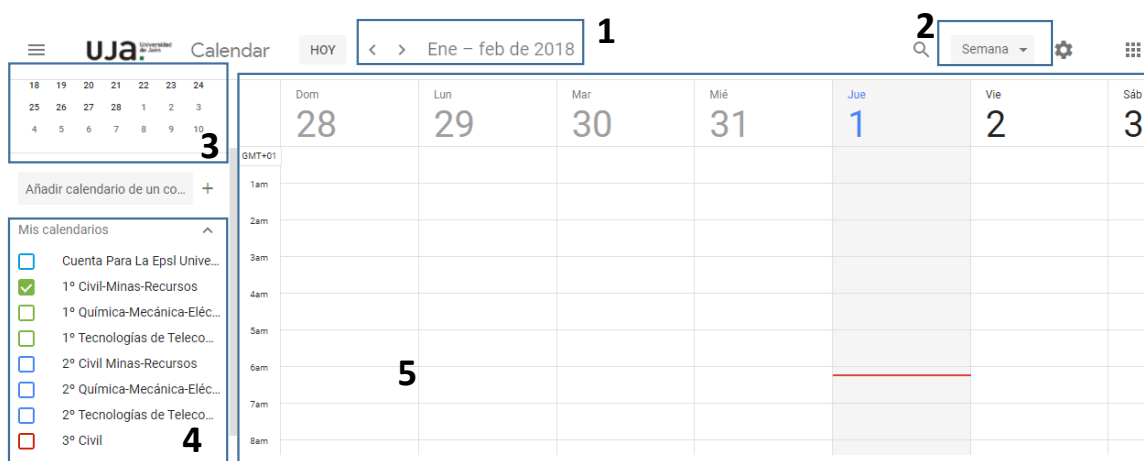 1
2
UJa. Universidad de Jaén Calendar HOY < > Ene – feb de 2018 Semana
18 19 20 21 22 23 24
25 26 27 28 1 2 3
4 5 6 7 8 9 10
3
Dom Lun Mar Mié Jue Vie Sáb
28 29 30 31 1 2 3
GMT+01
Añadir calendario de un co... +
1am
2am
3am
4am
5am
6am
7am
8am
Mis calendarios
Cuenta Para La Epsl Unive...
1º Civil-Minas-Recursos
1º Química-Mecánica-Eléc...
1º Tecnologías de Teleco...
2º Civil Minas-Recursos
2º Química-Mecánica-Eléc...
2º Tecnologías de Teleco...
3º Civil
4
5